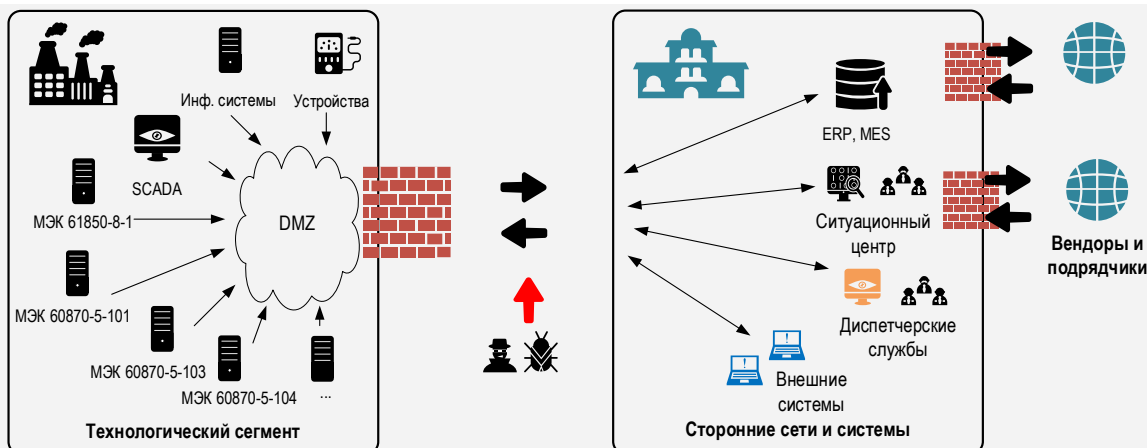 Инф. системы
Устройства
SCADA
МЭК 61850-8-1
DMZ
МЭК 60870-5-101
МЭК 60870-5-103
МЭК 60870-5-104
...
Технологический сегмент
ERP, MES
Ситуационный
центр
Диспетчерские
службы
Внешние
системы
Сторонние сети и системы
Вендоры и
подрядчики